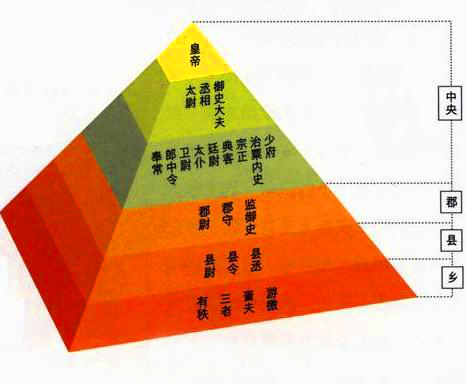 皇帝
太尉
丞相
御史大夫
奉常
郎中令
卫尉
太仆
廷尉
典客
宗正
治粟内史
少府
郡尉
郡守
监御史
县尉
县令
县丞
有秩
三老
啬夫
游徼
中央
郡
县
乡